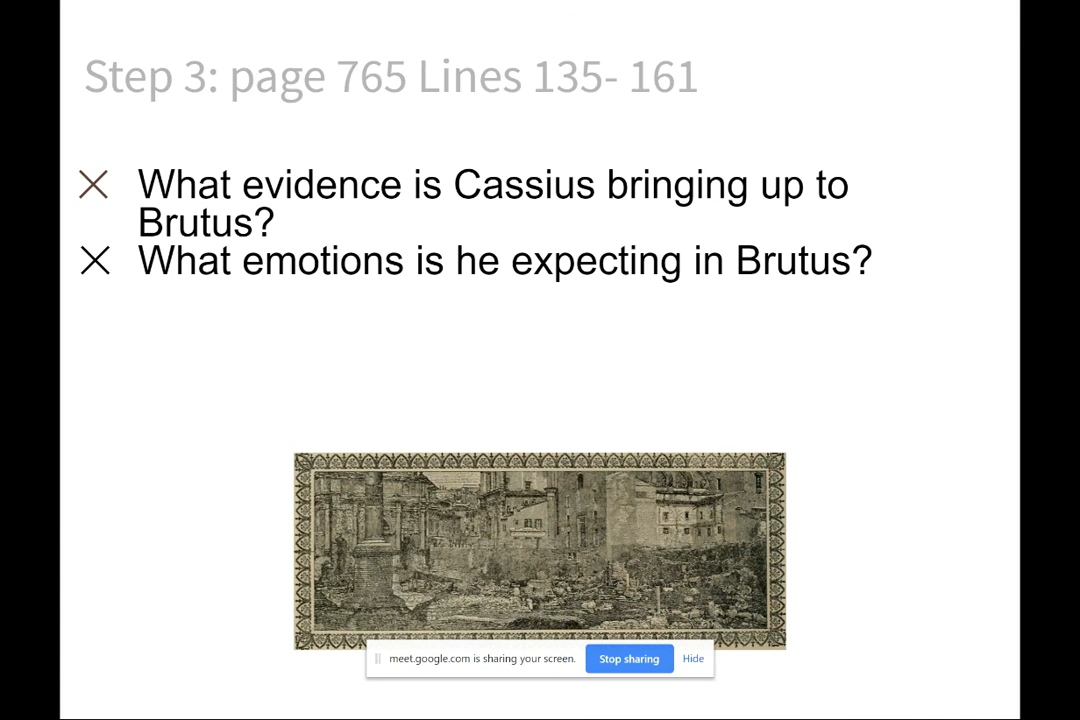 Step 3: page 765 Lines 135- 161
What evidence is Cassius bringing up to
Brutus?
What emotions is he expecting in Brutus?
meet.google.com is sharing your screen. Stop sharing Hide